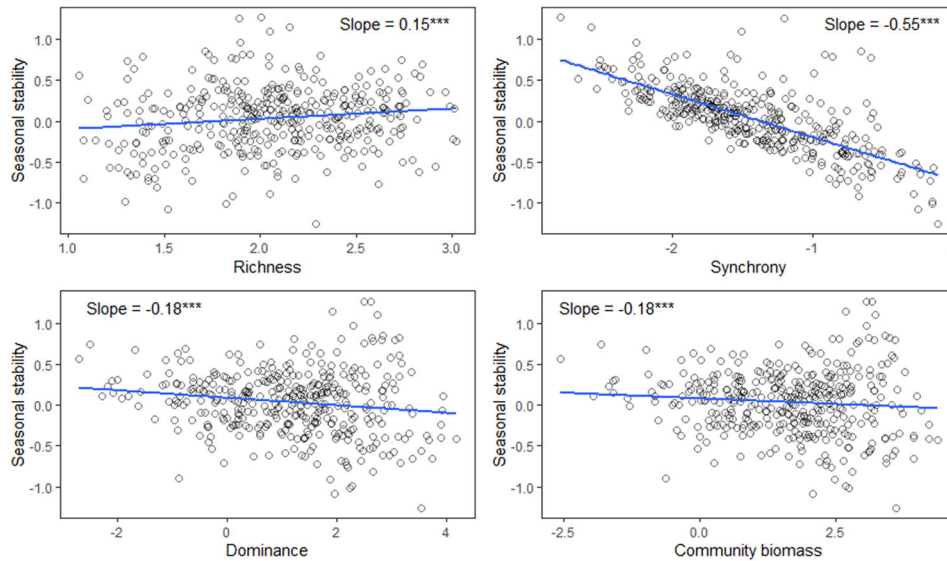 Slope = 0.15***
Seasonal stability
1.0
0.5
0.0
-0.5
-1.0
1.0 1.5 2.0 2.5 3.0
Richness
Slope = -0.55***
Seasonal stability
1.0
0.5
0.0
-0.5
-1.0
-2 -1
Synchrony
Slope = -0.18***
Seasonal stability
1.0
0.5
0.0
-0.5
-1.0
-2 0 2 4
Dominance
Slope = -0.18***
Seasonal stability
1.0
0.5
0.0
-0.5
-1.0
-2.5 0.0 2.5
Community biomass